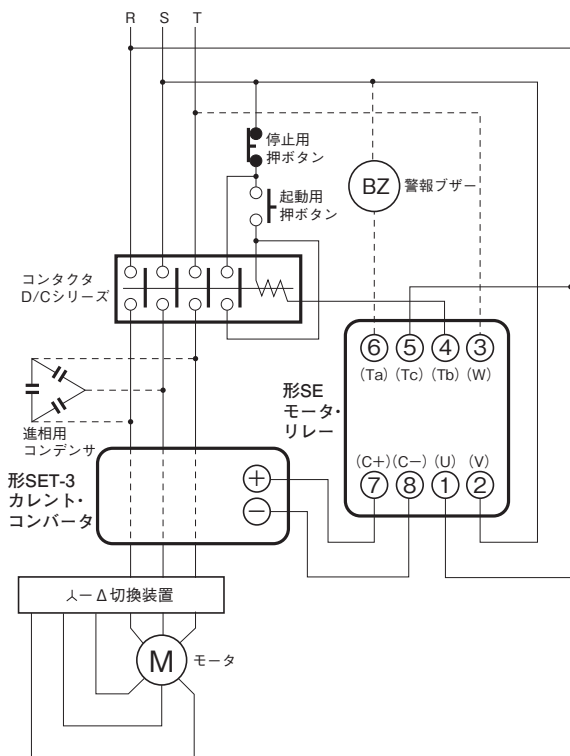 R S T
停止用
押ボタン
BZ 警報ブザー
起動用
押ボタン
コンタクタ
D/Cシリーズ
⑥ ⑤ ④ ③
(Ta) (Tc) (Tb) (W)
形SE
モータ・
リレー
進相用
コンデンサ
(C+) (C−) (U) (V)
⑦ ⑧ ① ②
形SET-3
カレント・
コンバータ
+
−
人ーΔ切換装置
M モータ